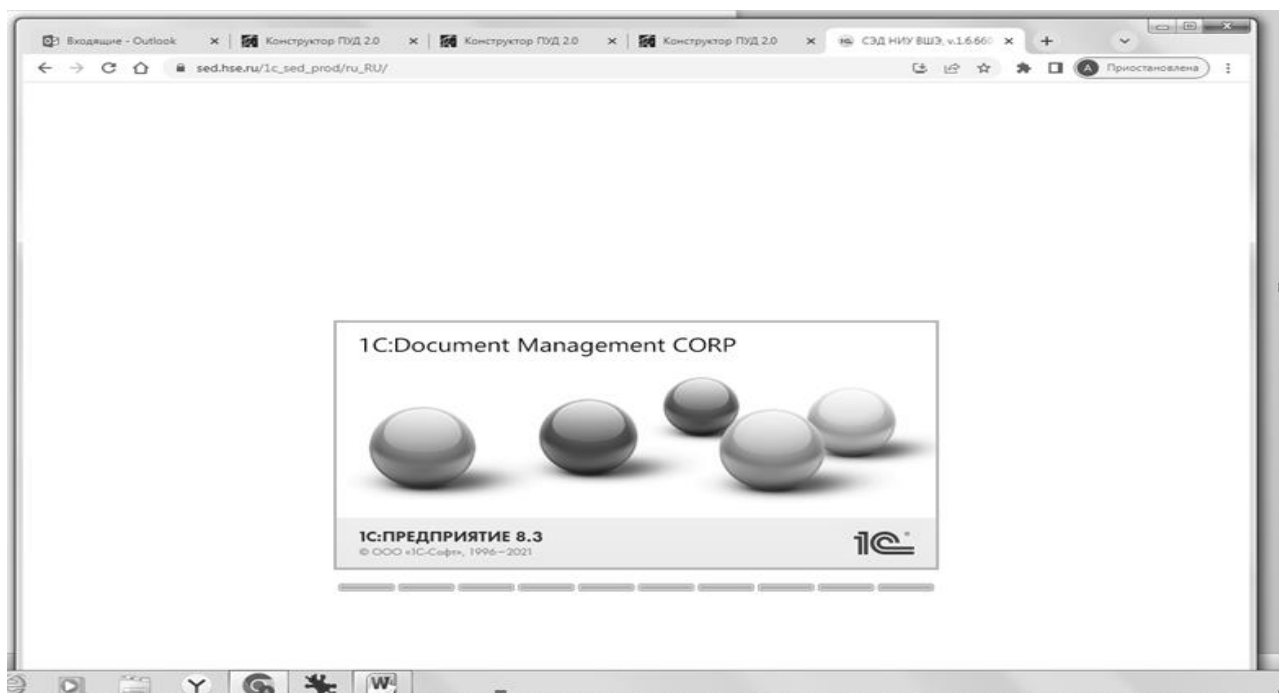 Входящие - Outlook
Конструктор ПУД 2.0
Конструктор ПУД 2.0
Конструктор ПУД 2.0
СЭД НИУ ВШЭ, v.1.6.66
sed.hse.ru/1c_sed_prod/ru_RU/
A Приостановлена
1C:Document Management CORP
1С:ПРЕДПРИЯТИЕ 8.3
© ООО «1С-Софт», 1996–2021
1С